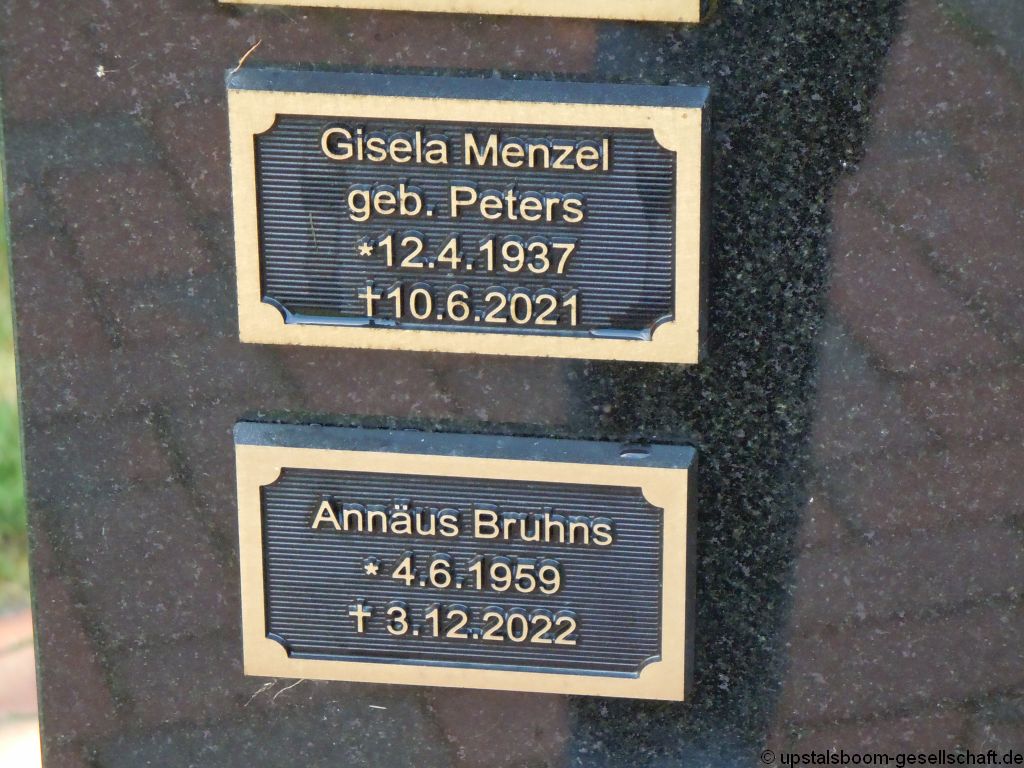 Gisela Menzel
geb. Peters
*12.4.1937
†10.6.2021
Annäus Bruhns
* 4.6.1959
† 3.12.2022
© upstalsboom-gesellschaft.de